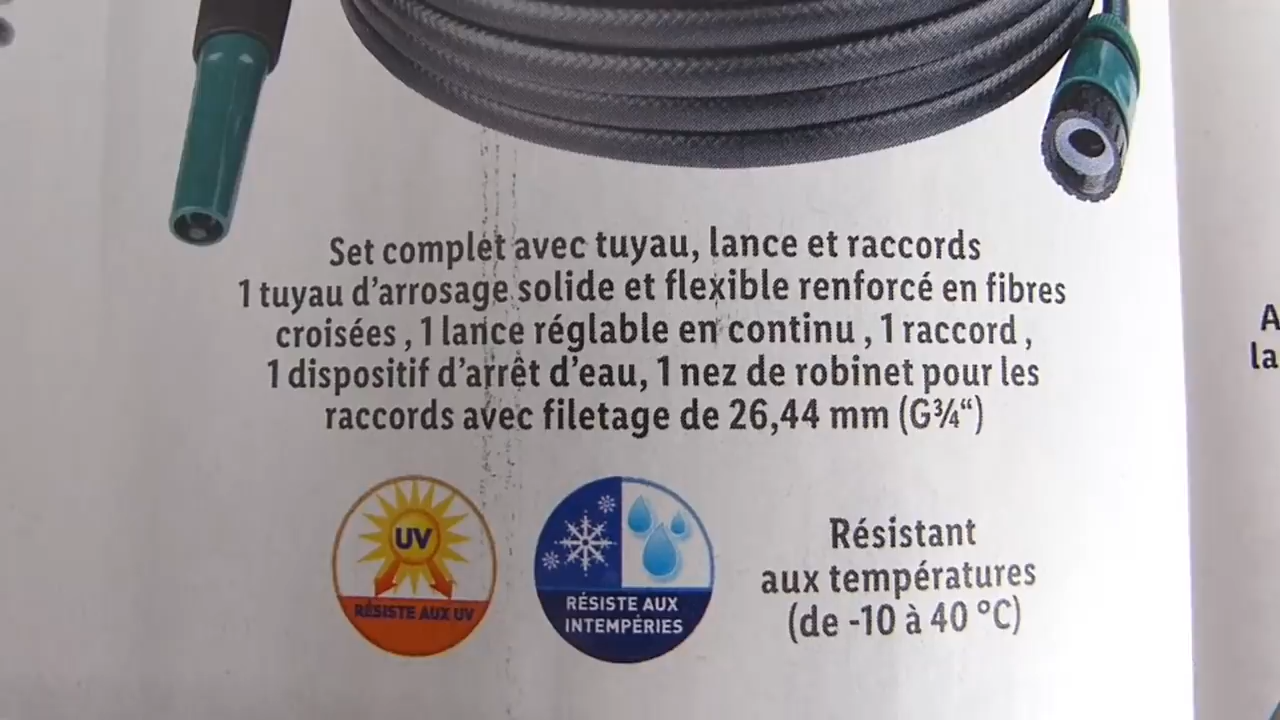 Set complet avec tuyau, lance et raccords
1 tuyau d'arrosage solide et flexible renforcé en fibres
croisées , 1 lance réglable en continu , 1 raccord ,
1 dispositif d'arrêt d'eau, 1 nez de robinet pour les
raccords avec filetage de 26,44 mm (G¾“)
UV
RÉSISTE AUX UV
RÉSISTE AUX
INTEMPÉRIES
Résistant
aux températures
(de -10 à 40 °C)
A
la